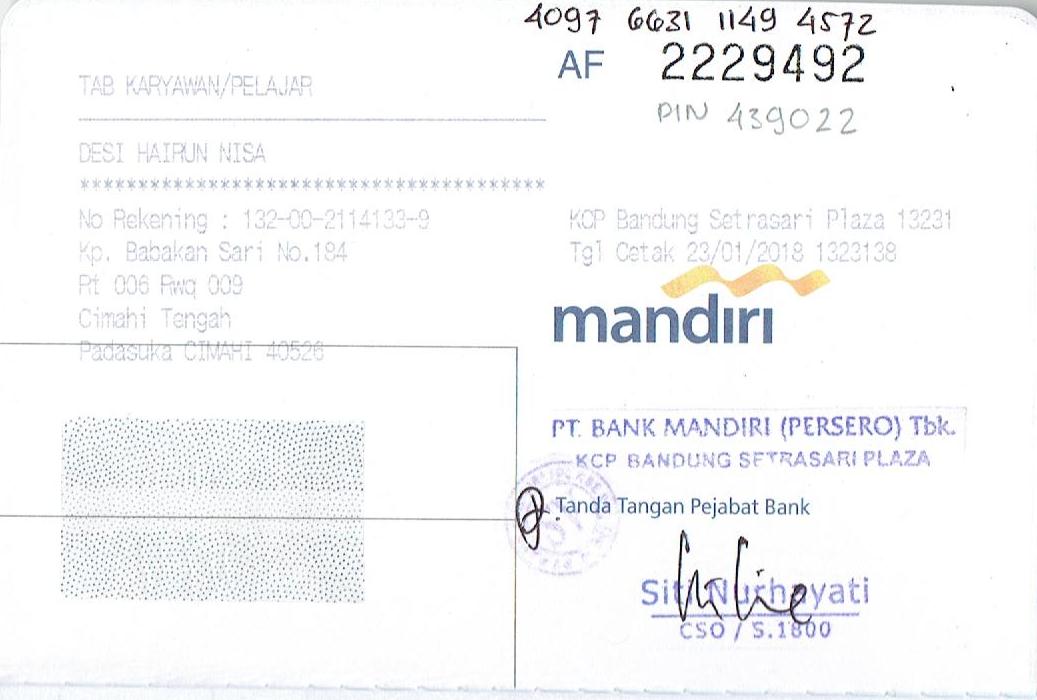 4097 6631 1149 4572
AF 2229492
PIN 439022
TAB KARYAWAN/PELAJAR
DESI HAIRUN NISA
****************************************
No Rekening : 132-00-2114133-9
Kp. Babakan Sari No.184
Rt 006 Rwq 009
Cimahi Tengah
Padasuka CIMAHI 40526
KCP Bandung Setrasari Plaza 13231
Tgl Cetak 23/01/2018 1323138
mandiri
PT. BANK MANDIRI (PERSERO) Tbk.
KCP BANDUNG SETRASARI PLAZA
Tanda Tangan Pejabat Bank
Siti Nurhayati
CSO / S.1800